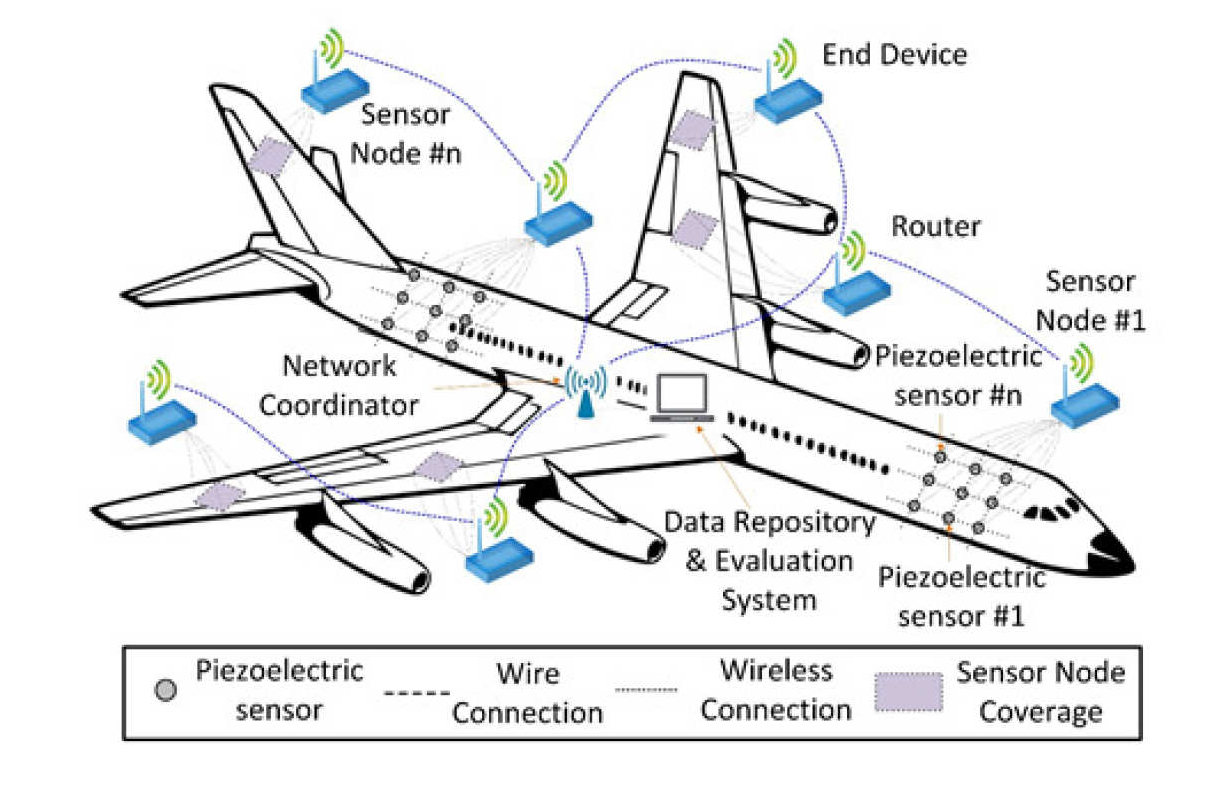 End Device
Sensor
Node #n
Router
Sensor
Node #1
Network
Coordinator
Piezoelectric
sensor #n
Data Repository
& Evaluation
System
Piezoelectric
sensor #1
Piezoelectric
sensor
Wire
Connection
Wireless
Connection
Sensor Node
Coverage